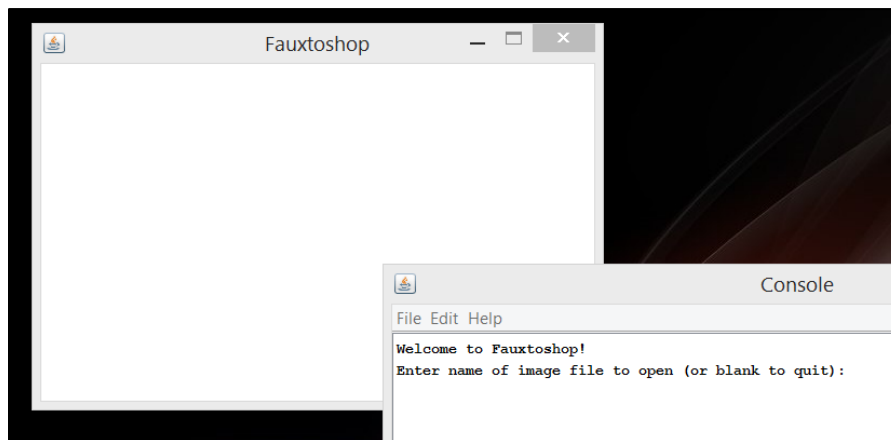 Fauxtoshop
Console
File Edit Help
Welcome to Fauxtoshop!
Enter name of image file to open (or blank to quit):